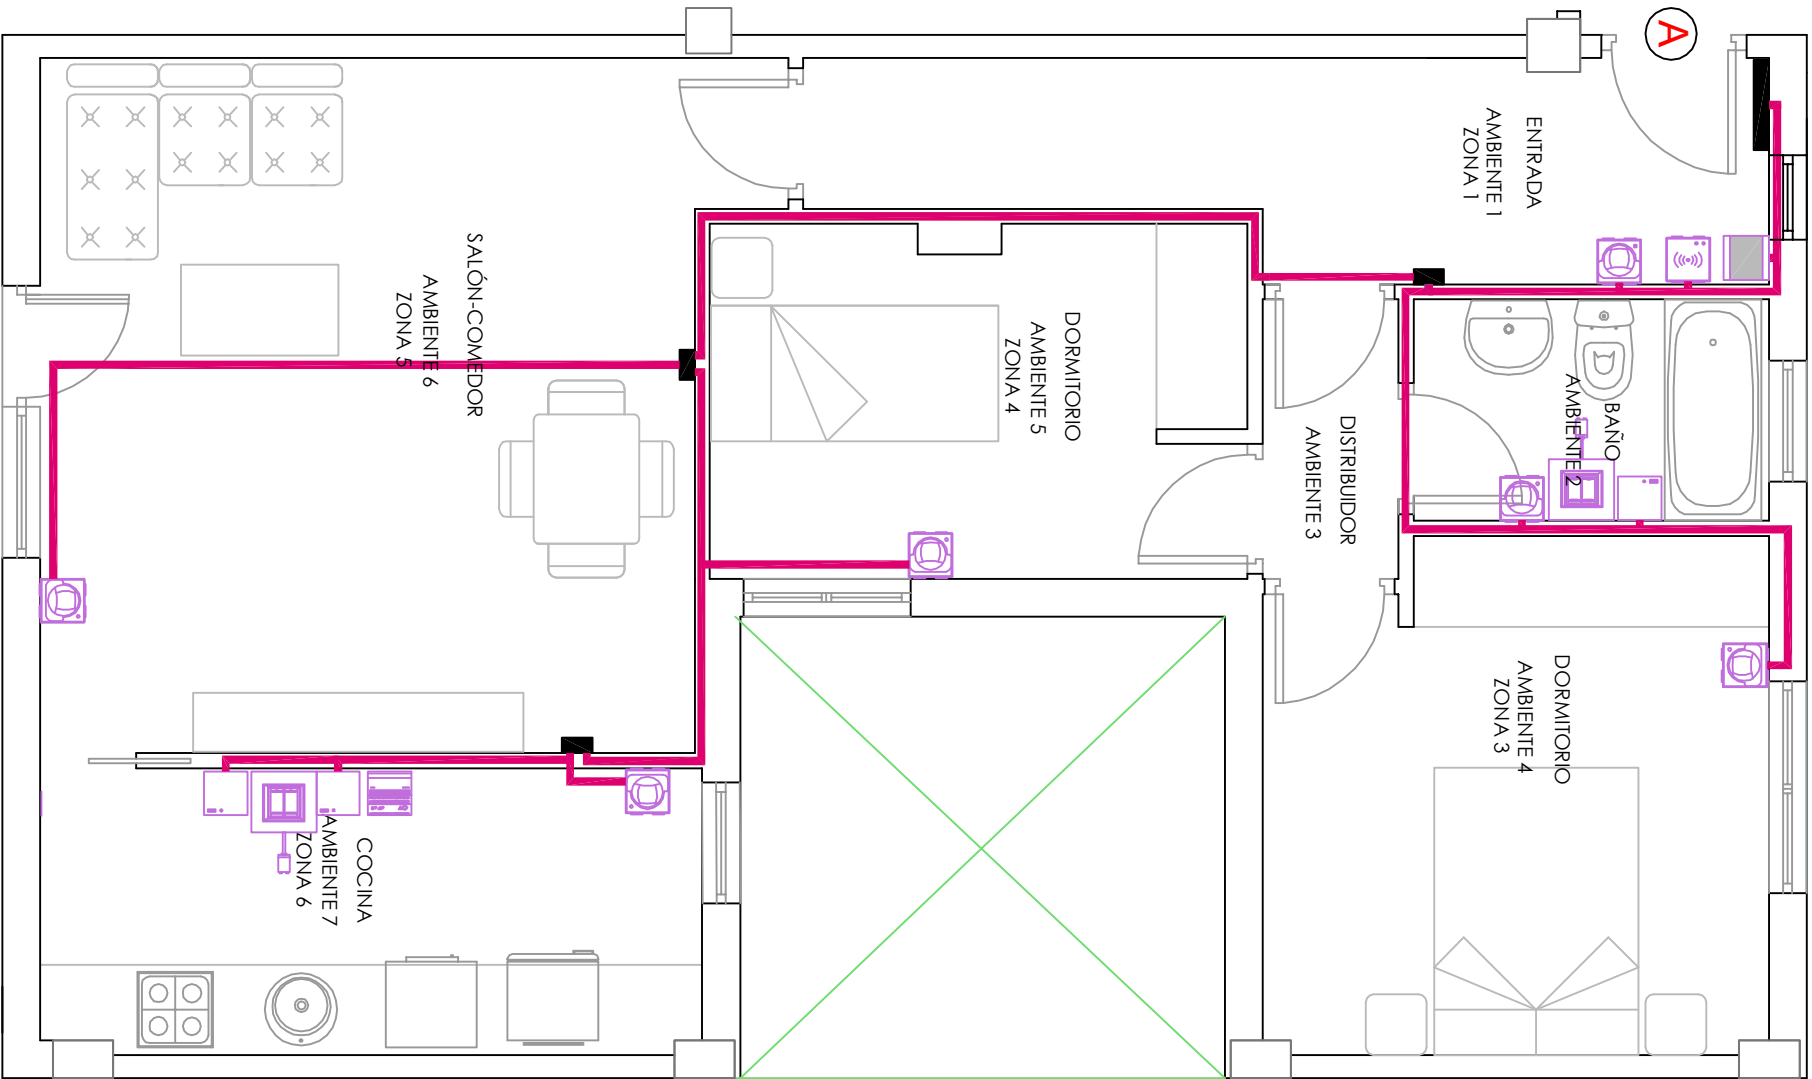 A
ENTRADA
AMBIENTE 1
ZONA 1
SALÓN-COMEDOR
AMBIENTE 6
ZONA 5
DORMITORIO
AMBIENTE 5
ZONA 4
DISTRIBUIDOR
AMBIENTE 3
BAÑO
AMBIENTE 2
DORMITORIO
AMBIENTE 4
ZONA 3
COCINA
AMBIENTE 7
ZONA 6